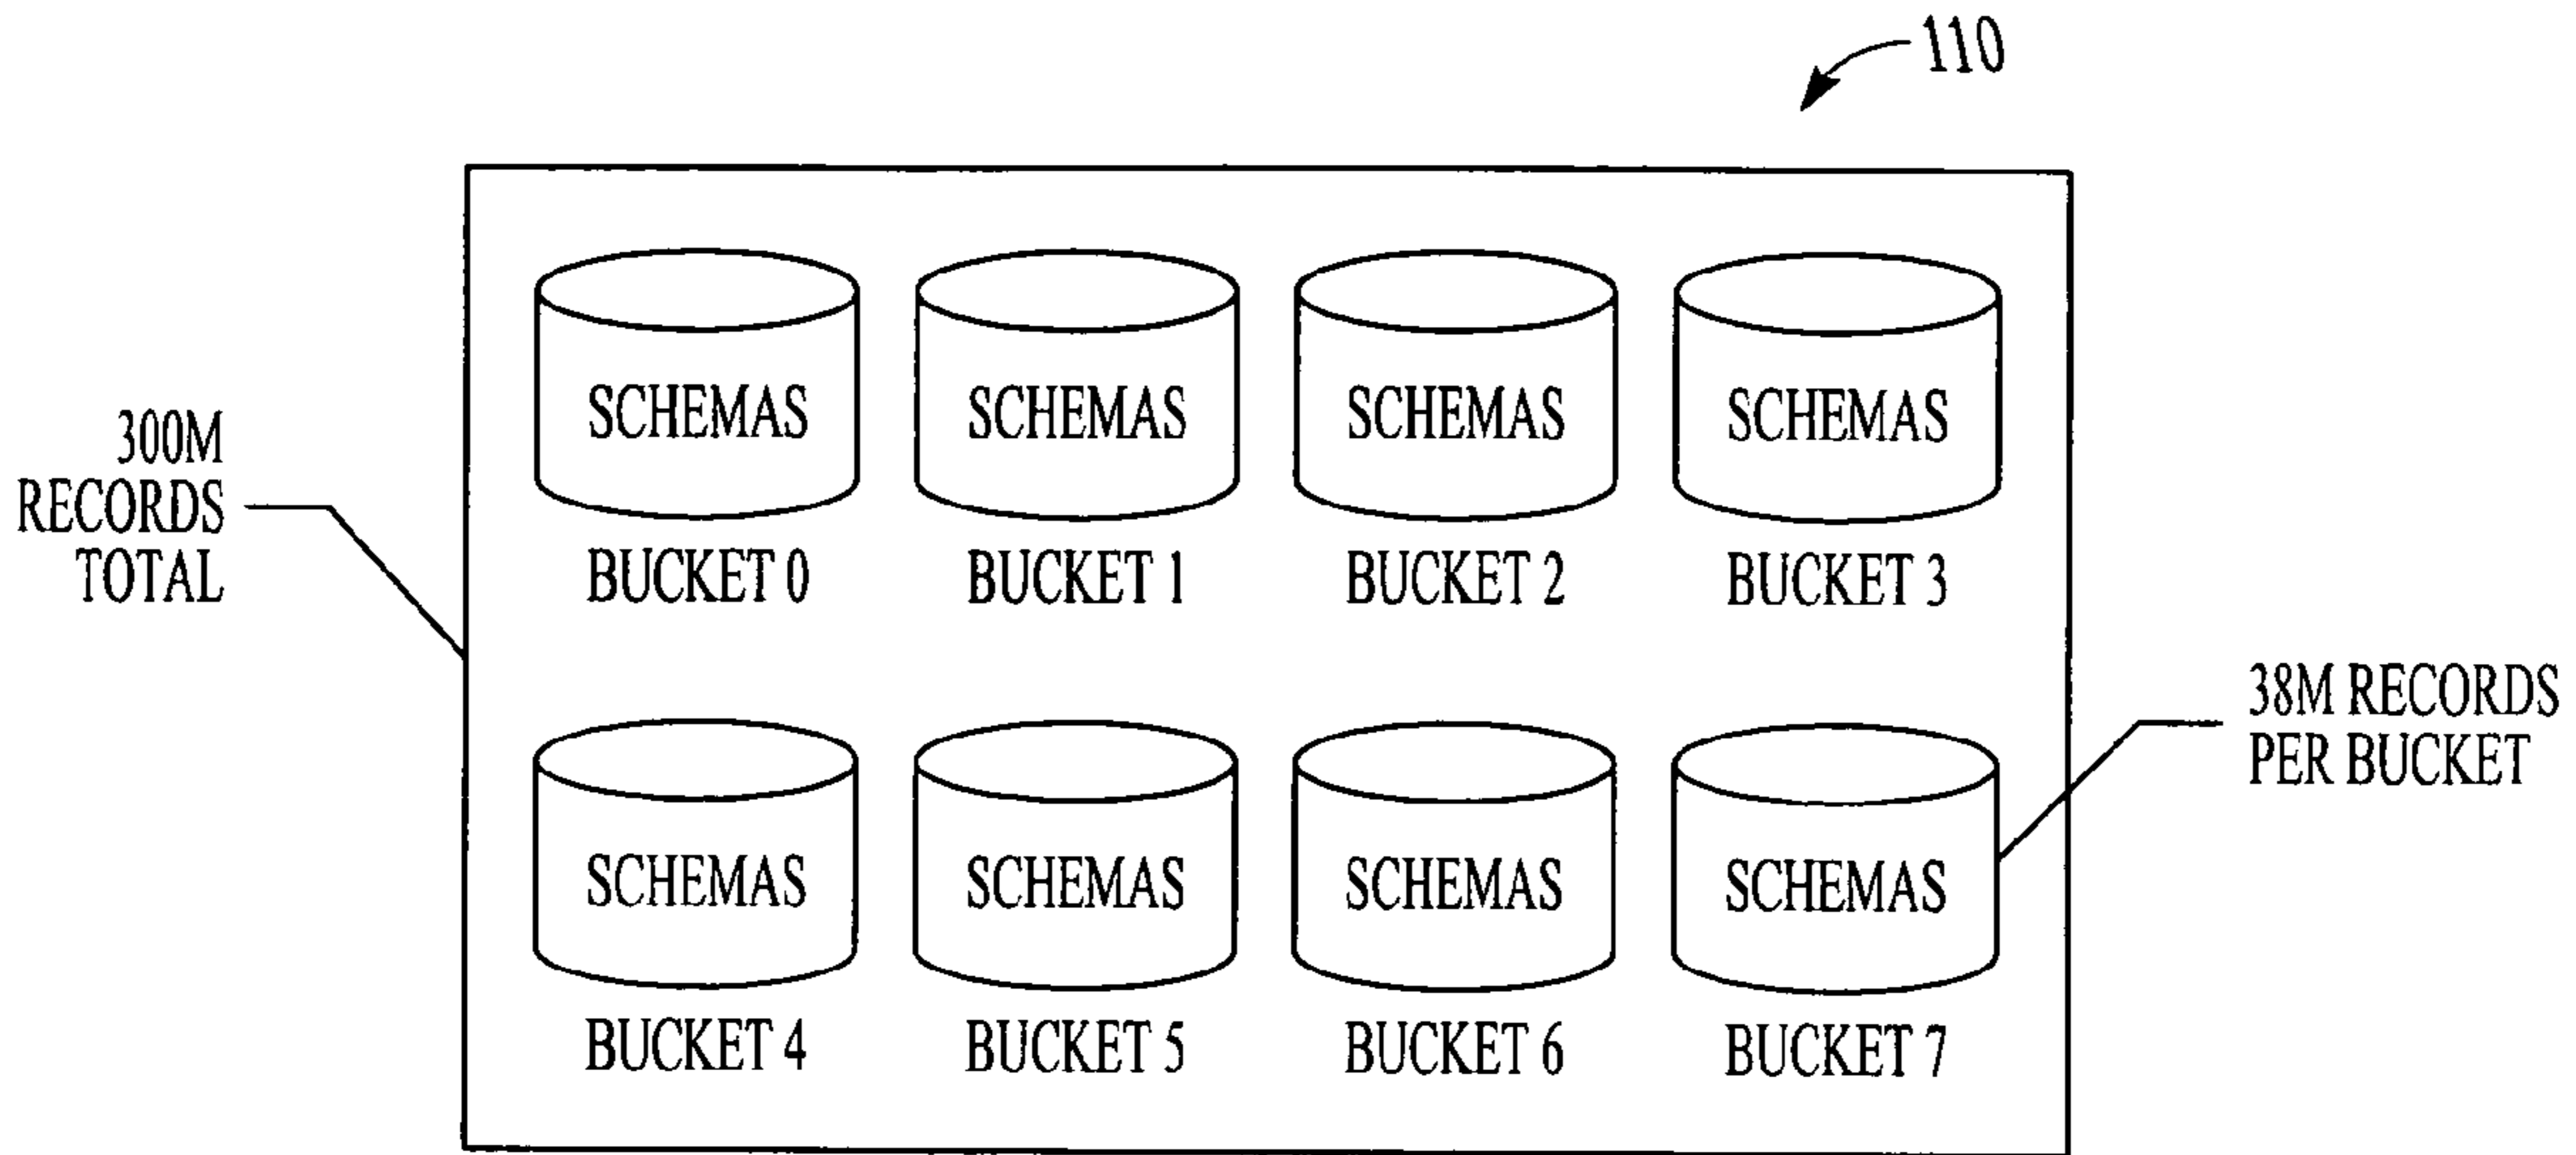 110
300M
RECORDS
TOTAL
SCHEMAS SCHEMAS SCHEMAS SCHEMAS
BUCKET 0 BUCKET 1 BUCKET 2 BUCKET 3
38M RECORDS
PER BUCKET
SCHEMAS SCHEMAS SCHEMAS SCHEMAS
BUCKET 4 BUCKET 5 BUCKET 6 BUCKET 7